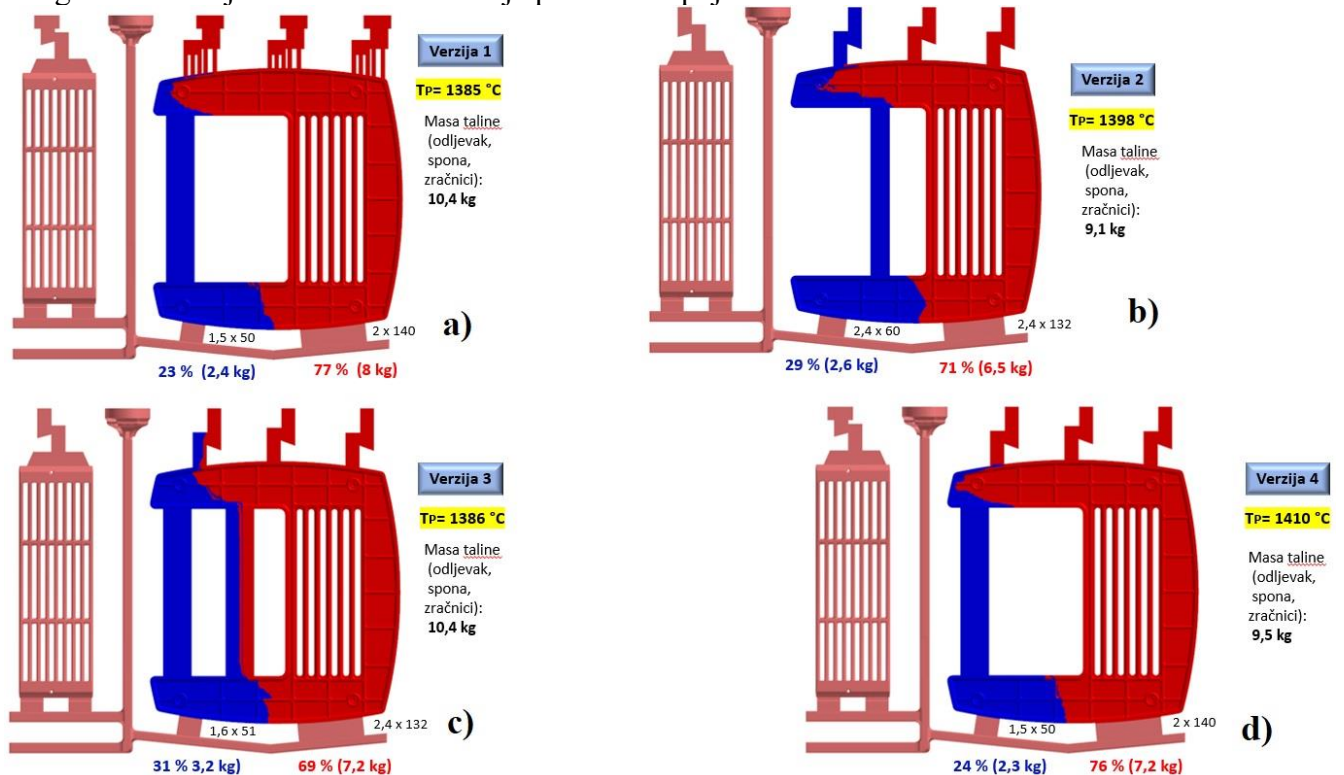 Verzija 1
TP= 1385 °C
Masa taline
(odljevak,
spona,
zračnici):
10,4 kg
a)
1,5 x 50
2 x 140
23 % (2,4 kg)
77 % (8 kg)
Verzija 2
TP= 1398 °C
Masa taline
(odljevak,
spona,
zračnici):
9,1 kg
b)
2,4 x 60
2,4 x 132
29 % (2,6 kg)
71 % (6,5 kg)
Verzija 3
TP= 1386 °C
Masa taline
(odljevak,
spona,
zračnici):
10,4 kg
c)
1,6 x 51
2,4 x 132
31 % 3,2 kg)
69 % (7,2 kg)
Verzija 4
TP= 1410 °C
Masa taline
(odljevak,
spona,
zračnici):
9,5 kg
d)
1,5 x 50
2 x 140
24 % (2,3 kg)
76 % (7,2 kg)